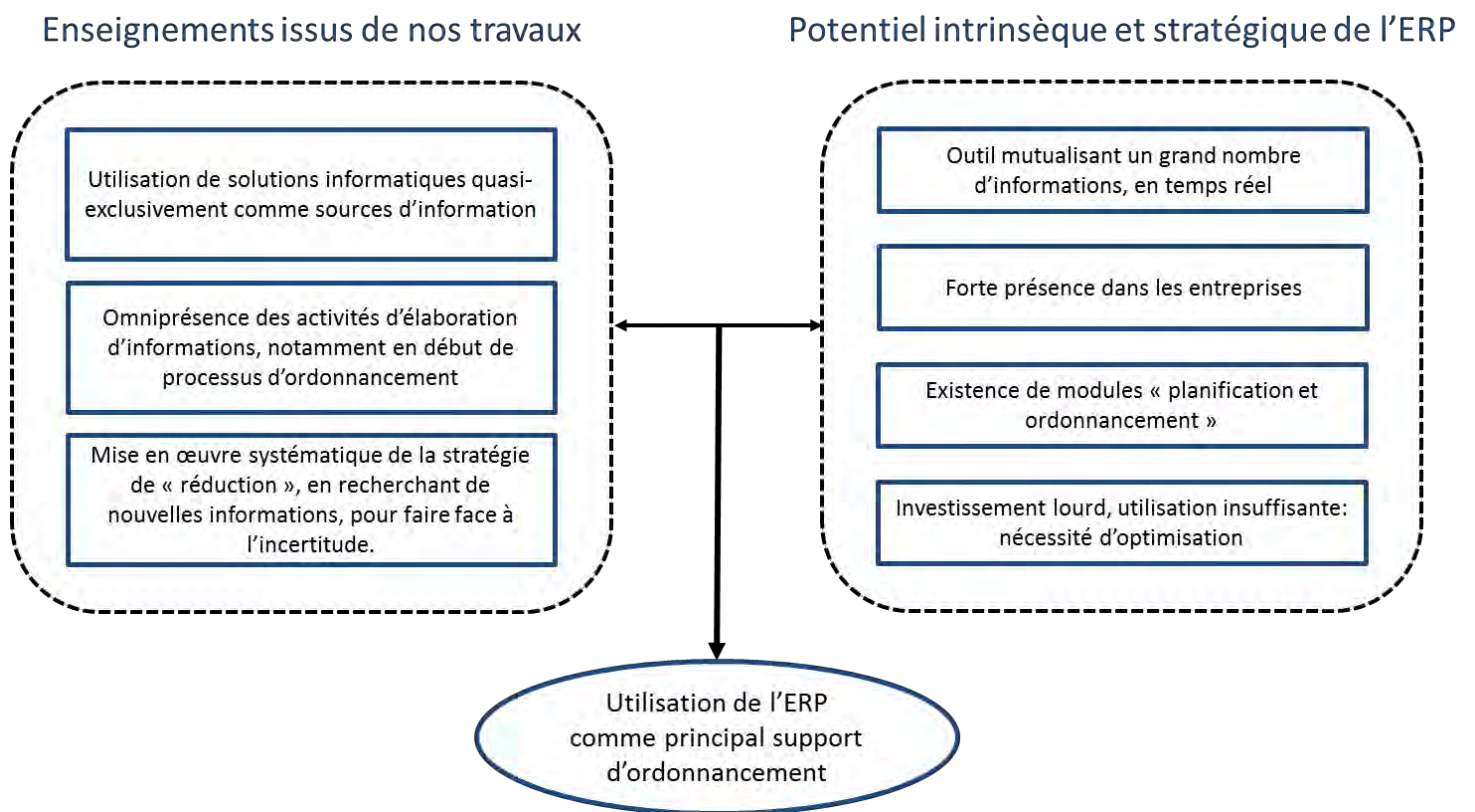 Enseignements issus de nos travaux
Utilisation de solutions informatiques quasi-
exclusivement comme sources d'information
Omniprésence des activités d'élaboration
d'informations, notamment en début de
processus d'ordonnancement
Mise en œuvre systématique de la stratégie
de « réduction », en recherchant de
nouvelles informations, pour faire face à
l'incertitude.
Potentiel intrinsèque et stratégique de l'ERP
Outil mutualisant un grand nombre
d'informations, en temps réel
Forte présence dans les entreprises
Existence de modules « planification et
ordonnancement »
Investissement lourd, utilisation insuffisante:
nécessité d'optimisation
Utilisation de l'ERP
comme principal support
d'ordonnancement